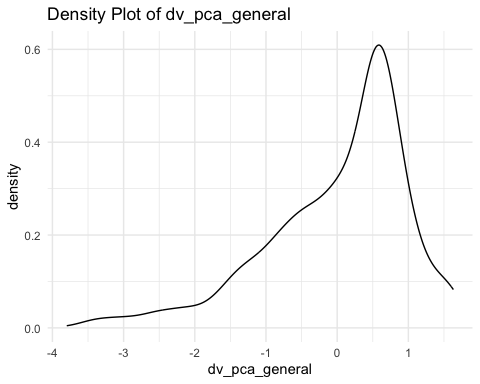 Density Plot of dv_pca_general
0.6
0.4
0.2
0.0
density
-4 -3 -2 -1 0 1
dv_pca_general